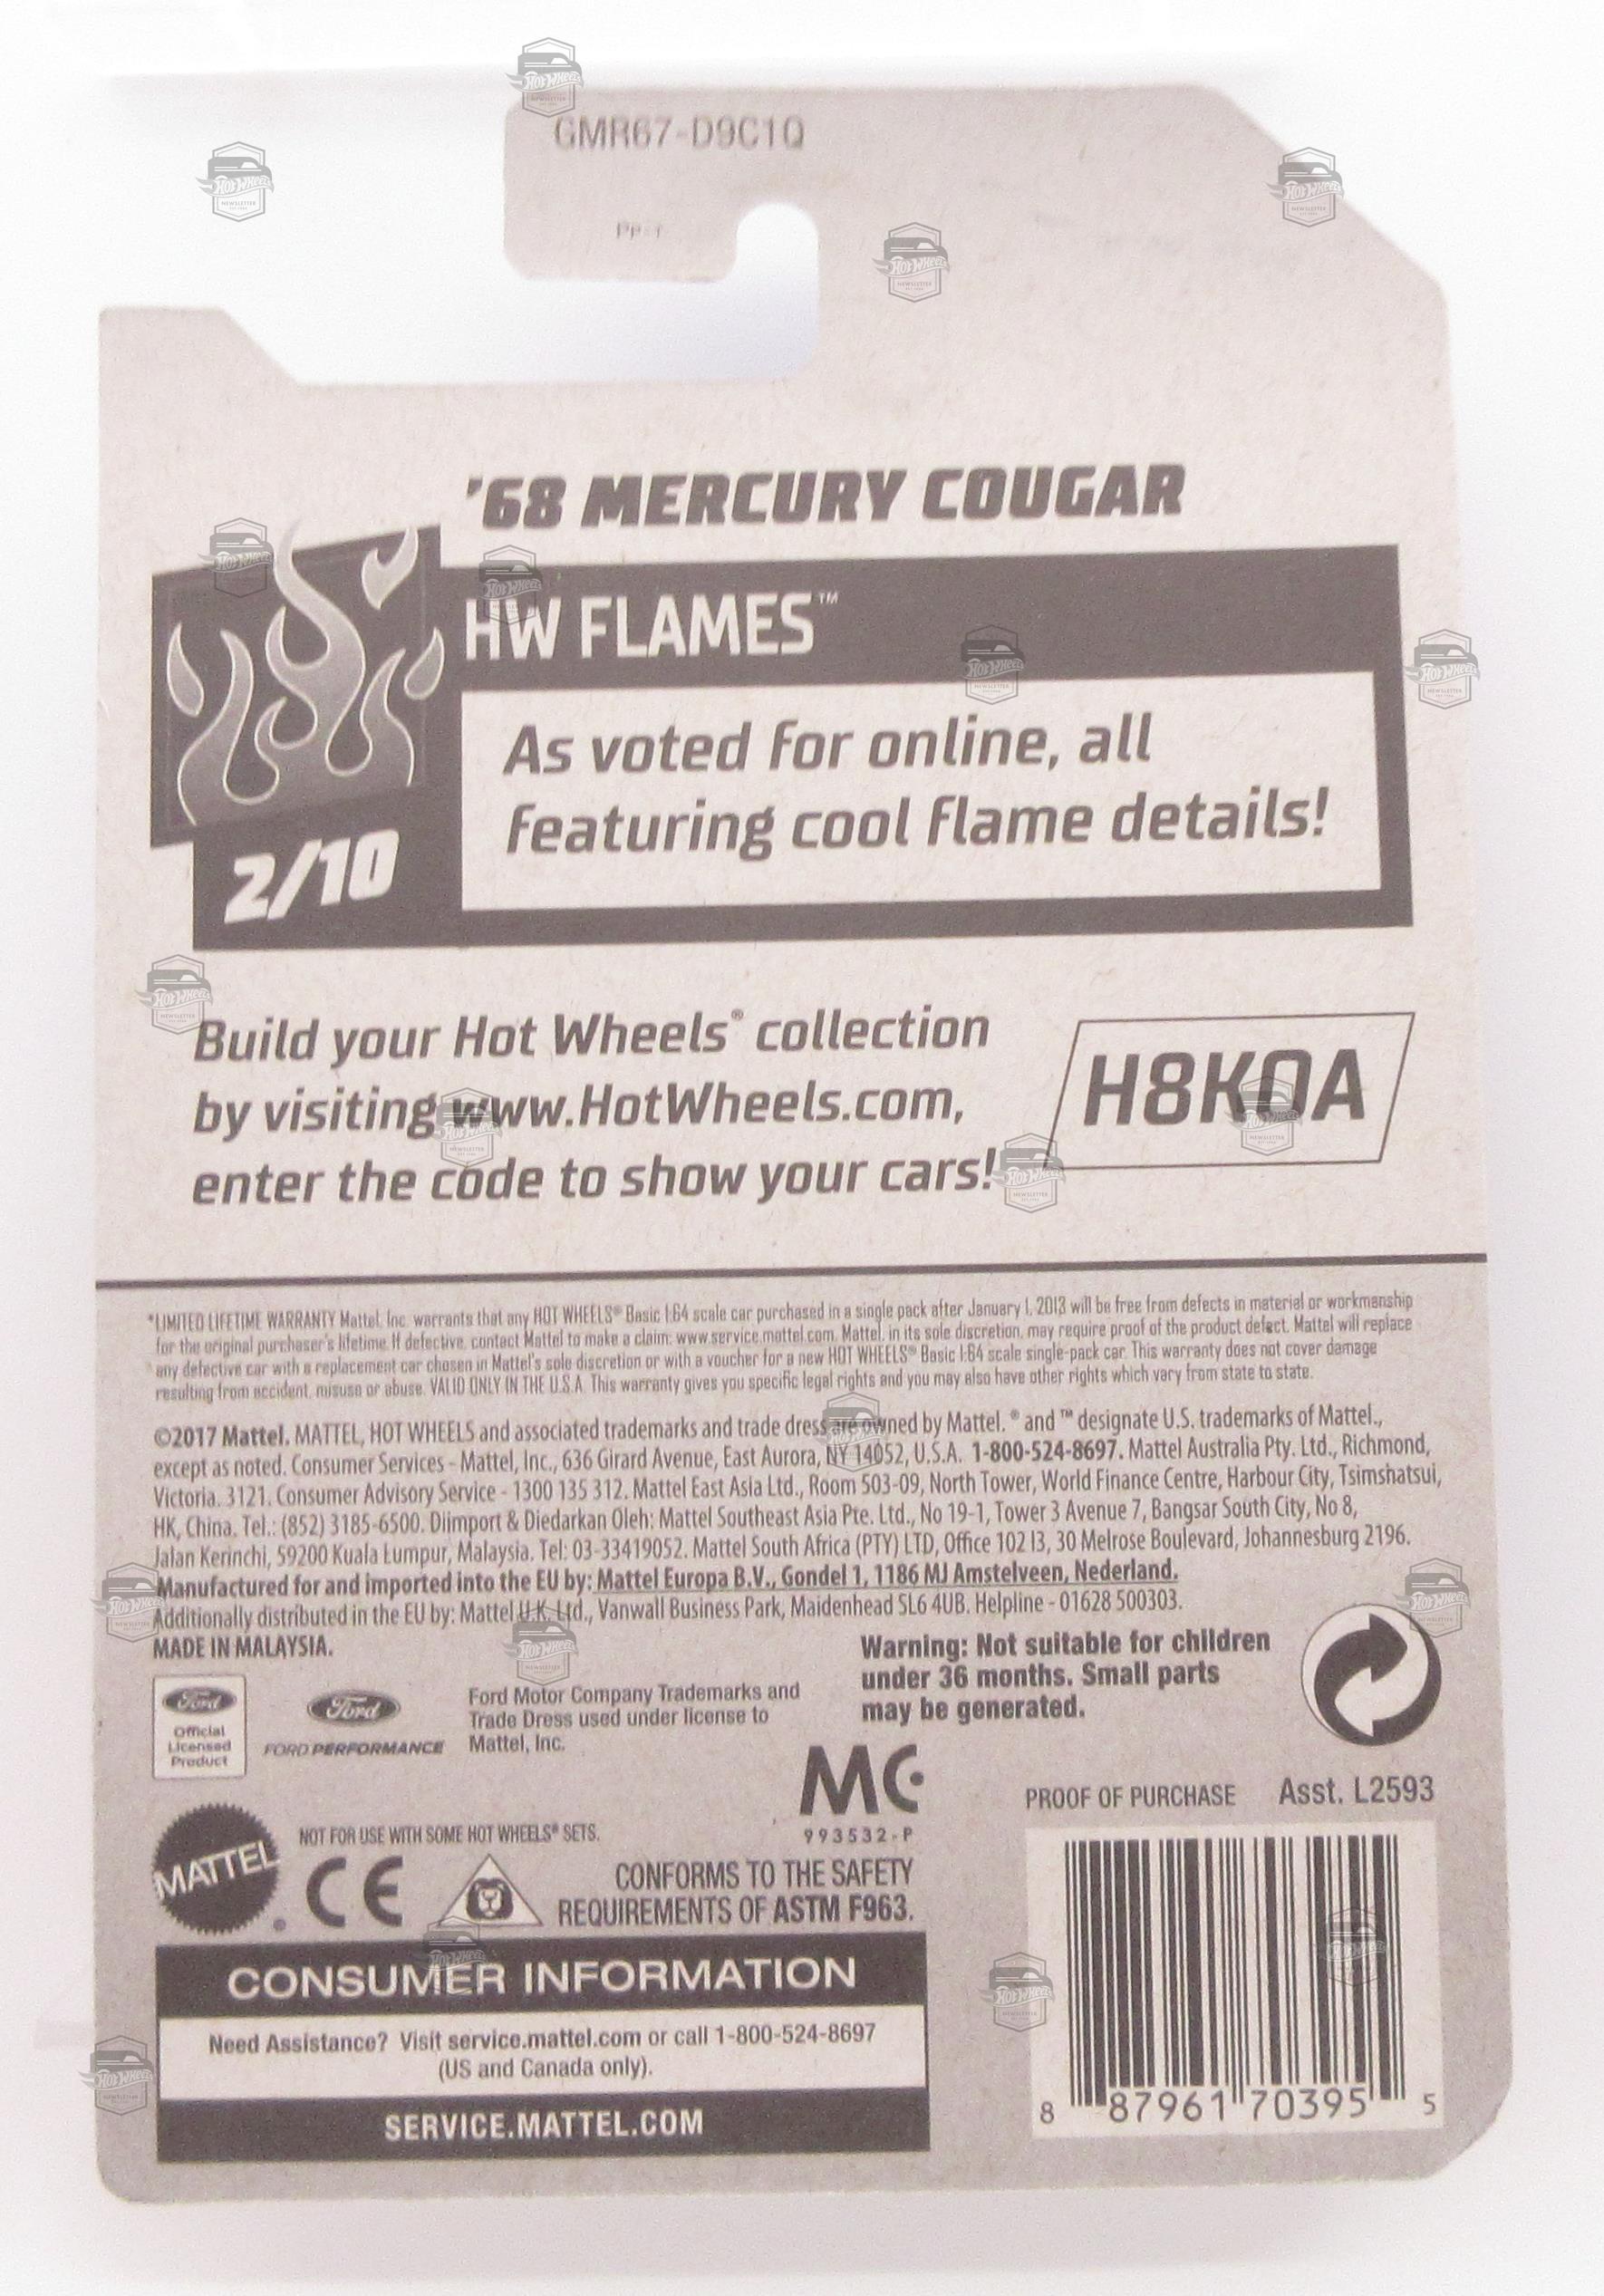 GMR67-D9C1Q
'68 MERCURY COUGAR
HW FLAMES™
As voted for online, all
featuring cool flame details!
2/10
Build your Hot Wheels® collection
by visiting www.HotWheels.com,
enter the code to show your cars!
H8K0A
*LIMITED LIFETIME WARRANTY Mattel, Inc. warrants that any HOT WHEELS® Basic 1:64 scale car purchased in a single pack after January 1, 2013 will be free from defects in material or workmanship
for the original purchaser's lifetime. If defective, contact Mattel to make a claim: www.service.mattel.com. Mattel, in its sole discretion, may require proof of the product defect. Mattel will replace
any defective car with a replacement car chosen in Mattel's sole discretion or with a voucher for a new HOT WHEELS® Basic 1:64 scale single-pack car. This warranty does not cover damage
resulting from accident, misuse or abuse. VALID ONLY IN THE U.S.A. This warranty gives you specific legal rights and you may also have other rights which vary from state to state.
©2017 Mattel. MATTEL, HOT WHEELS and associated trademarks and trade dress are owned by Mattel. ® and ™ designate U.S. trademarks of Mattel.,
except as noted. Consumer Services - Mattel, Inc., 636 Girard Avenue, East Aurora, NY 14052, U.S.A. 1-800-524-8697. Mattel Australia Pty. Ltd., Richmond,
Victoria. 3121. Consumer Advisory Service - 1300 135 312. Mattel East Asia Ltd., Room 503-09, North Tower, World Finance Centre, Harbour City, Tsimshatsui,
HK, China. Tel.: (852) 3185-6500. Diimport & Diedarkan Oleh: Mattel Southeast Asia Pte. Ltd., No 19-1, Tower 3 Avenue 7, Bangsar South City, No 8,
Jalan Kerinchi, 59200 Kuala Lumpur, Malaysia. Tel: 03-33419052. Mattel South Africa (PTY) LTD, Office 102 I3, 30 Melrose Boulevard, Johannesburg 2196.
Manufactured for and imported into the EU by: Mattel Europa B.V., Gondel 1, 1186 MJ Amstelveen, Nederland.
Additionally distributed in the EU by: Mattel U.K. Ltd., Vanwall Business Park, Maidenhead SL6 4UB. Helpline - 01628 500303.
MADE IN MALAYSIA.
Warning: Not suitable for children
under 36 months. Small parts
may be generated.
Ford
Official
Licensed
Product
Ford
FORD PERFORMANCE
Ford Motor Company Trademarks and
Trade Dress used under license to
Mattel, Inc.
MC
993532-P
PROOF OF PURCHASE Asst. L2593
MATTEL®
NOT FOR USE WITH SOME HOT WHEELS® SETS.
CE
CONFORMS TO THE SAFETY
REQUIREMENTS OF ASTM F963.
CONSUMER INFORMATION
Need Assistance? Visit service.mattel.com or call 1-800-524-8697
(US and Canada only).
SERVICE.MATTEL.COM
8 87961 70395 5
Hot Wheels
NEWSLETTER